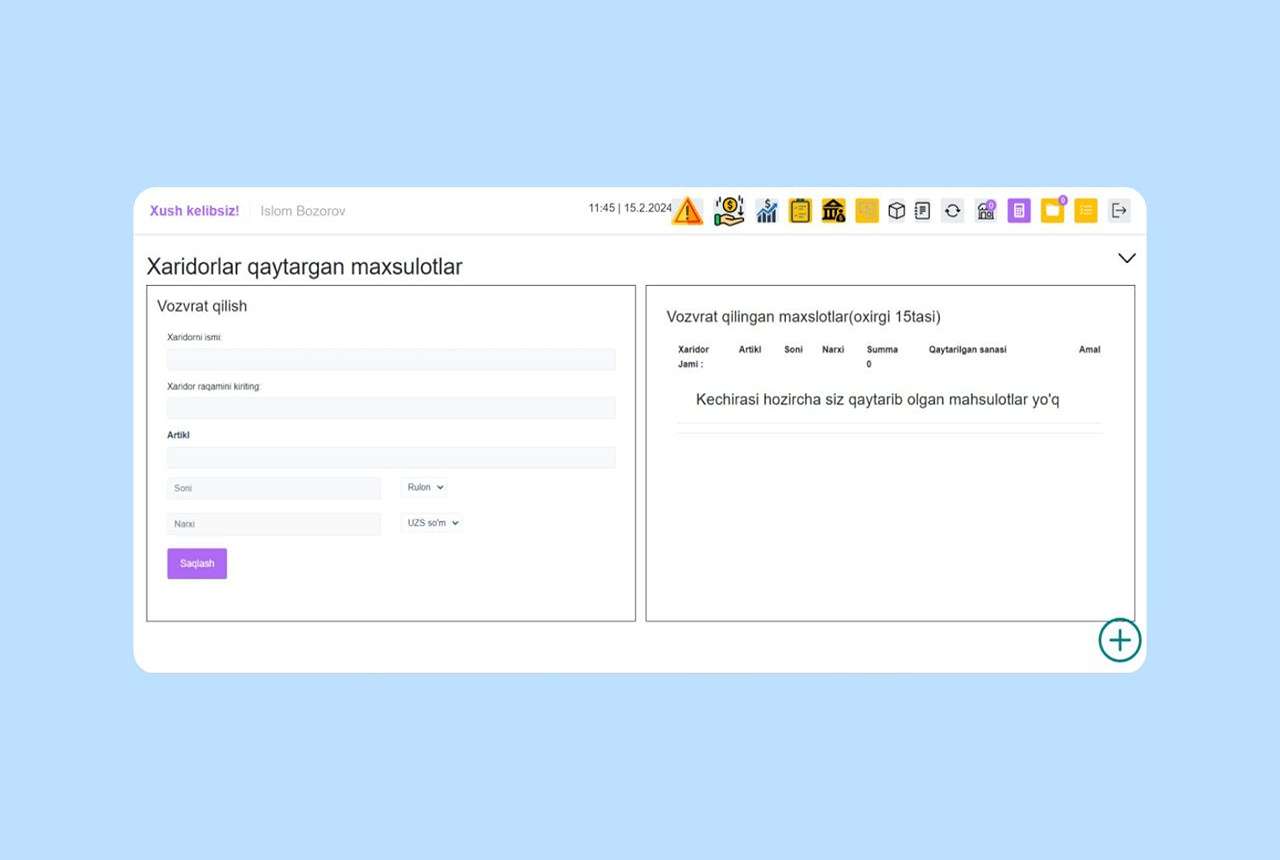 Xush kelibsiz! Islom Bozorov 11:45 | 15.2.2024
0 0
Xaridorlar qaytargan maxsulotlar
Vozvrat qilish
Xaridorni ismi
Xaridor raqamini kiriting:
Artikl
Soni Rulon
Narxi UZS so'm
Saqlash
Vozvrat qilingan maxslotlar(oxirgi 15tasi)
Xaridor Artikl Soni Narxi Summa Qaytarilgan sanasi Amal
Jami : 0
Kechirasi hozircha siz qaytarib olgan mahsulotlar yo'q